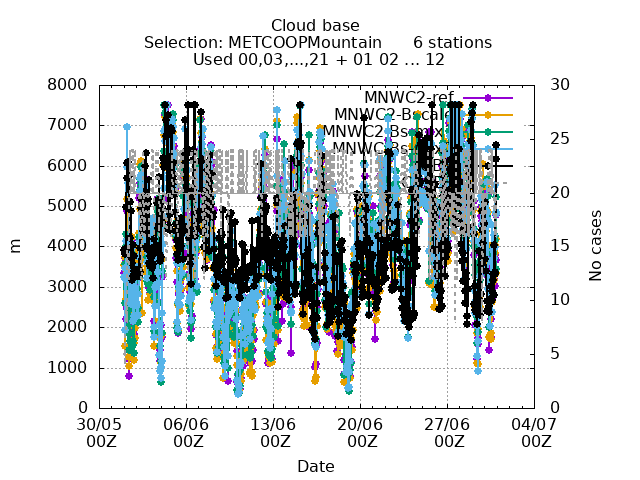 Cloud base
Selection: METCOOPMountain 6 stations
Used 00,03,...,21 + 01 02 ... 12
8000
7000
6000
5000
4000
3000
2000
1000
0
m
30
25
20
15
10
5
0
No cases
MNWC2-ref
MNWC2-Bscale
30/05 00Z
06/06 00Z
13/06 00Z
20/06 00Z
27/06 00Z
04/07 00Z
Date